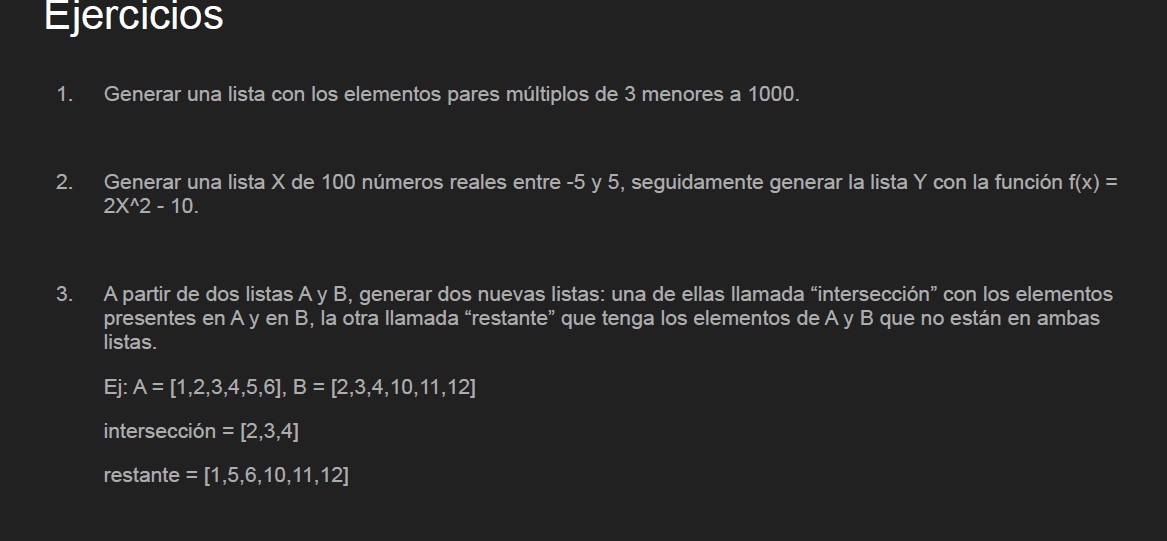 Ejercicios
1. Generar una lista con los elementos pares múltiplos de 3 menores a 1000.
2. Generar una lista X de 100 números reales entre -5 y 5, seguidamente generar la lista Y con la función f(x) =
2X^2 - 10.
3. A partir de dos listas A y B, generar dos nuevas listas: una de ellas llamada “intersección” con los elementos
presentes en A y en B, la otra llamada “restante” que tenga los elementos de A y B que no están en ambas
listas.
Ej: A = [1,2,3,4,5,6], B = [2,3,4,10,11,12]
intersección = [2,3,4]
restante = [1,5,6,10,11,12]